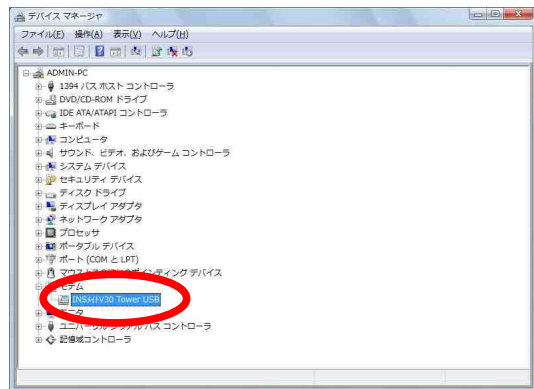 デバイス マネージャ
ファイル(F) 操作(A) 表示(V) ヘルプ(H)
ADMIN-PC
1394 バス ホスト コントローラ
DVD/CD-ROM ドライブ
IDE ATA/ATAPI コントローラ
キーボード
コンピュータ
サウンド、ビデオ、およびゲーム コントローラ
システム デバイス
セキュリティ デバイス
ディスク ドライブ
ディスプレイ アダプタ
ネットワーク アダプタ
プロセッサ
ポータブル デバイス
ポート (COM と LPT)
マウスとそのほかのポインティング デバイス
モデム
INSメイトV30 Tower USB
モニタ
ユニバーサル シリアル バス コントローラ
記憶域コントローラ